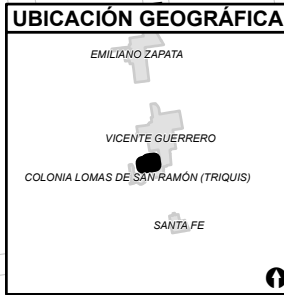 UBICACIÓN GEOGRÁFICA
EMILIANO ZAPATA
VICENTE GUERRERO
COLONIA LOMAS DE SAN RAMÓN (TRIQUIS)
SANTA FE